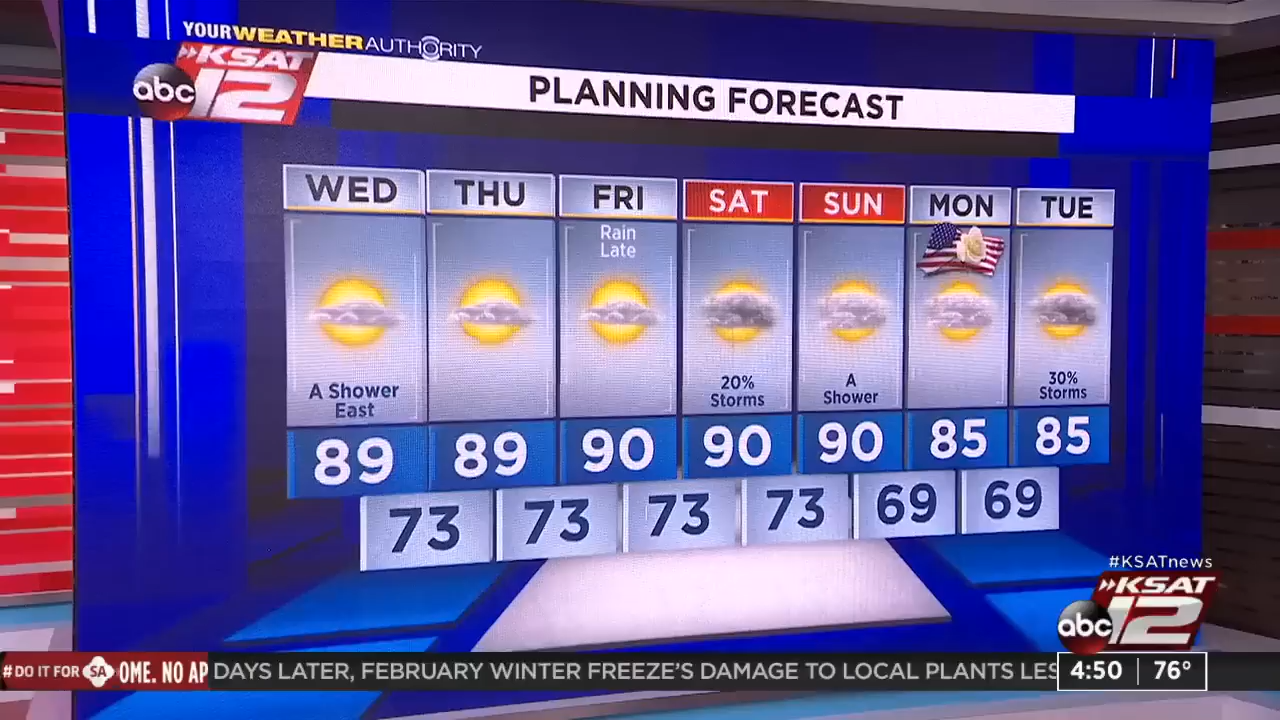 YOURWEATHERAUTHORITY
KSAT
abc 12
PLANNING FORECAST
WED THU FRI SAT SUN MON TUE
Rain
Late
A Shower
East
20%
Storms
A
Shower
30%
Storms
89 89 90 90 90 85 85
73 73 73 73 69 69
#KSATnews
KSAT
abc 12
#DO IT FOR SA OME. NO AP DAYS LATER, FEBRUARY WINTER FREEZE'S DAMAGE TO LOCAL PLANTS LES 4:50 76°